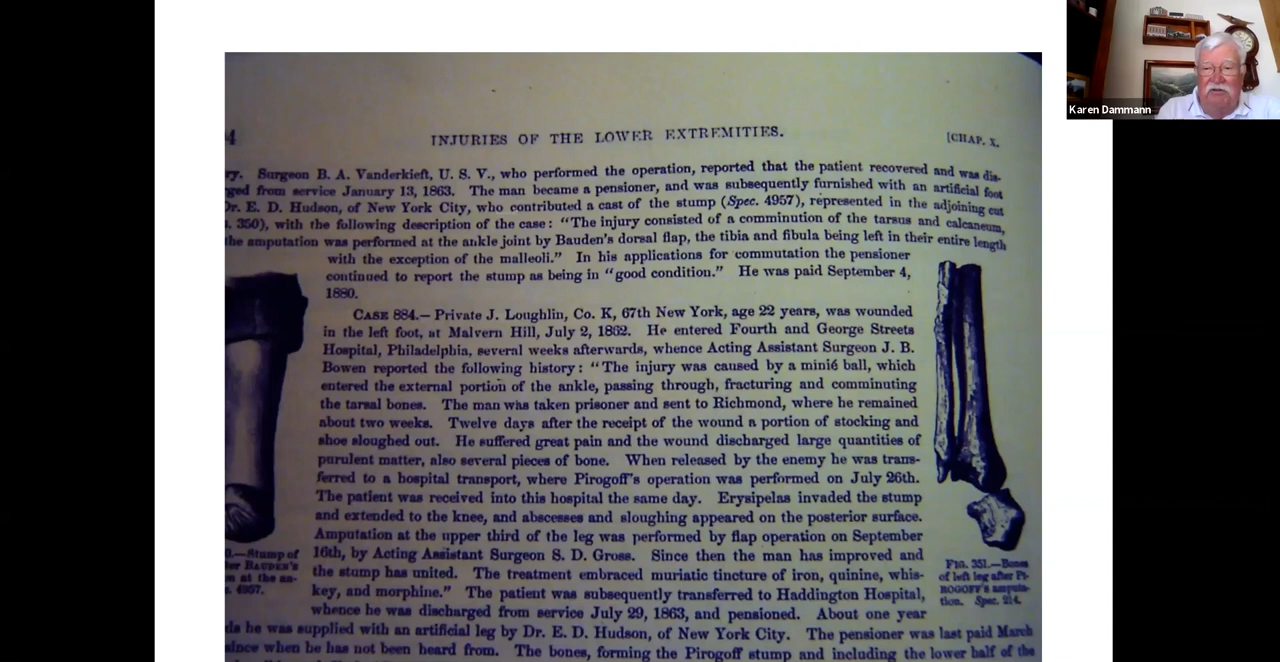 4 INJURIES OF THE LOWER EXTREMITIES. [CHAP. X.
ry. Surgeon B. A. Vanderkieft, U. S. V., who performed the operation, reported that the patient recovered and was dis-
ged from service January 13, 1863. The man became a pensioner, and was subsequently furnished with an artificial foot
Dr. E. D. Hudson, of New York City, who contributed a cast of the stump (Spec. 4957), represented in the adjoining cut
. 350), with the following description of the case: "The injury consisted of a comminution of the tarsus and calcaneum,
the amputation was performed at the ankle joint by Bauden's dorsal flap, the tibia and fibula being left in their entire length
with the exception of the malleoli." In his applications for commutation the pensioner
continued to report the stump as being in "good condition." He was paid September 4,
1880.
CASE 884.—Private J. Loughlin, Co. K, 67th New York, age 22 years, was wounded
in the left foot, at Malvern Hill, July 2, 1862. He entered Fourth and George Streets
Hospital, Philadelphia, several weeks afterwards, whence Acting Assistant Surgeon J. B.
Bowen reported the following history: "The injury was caused by a minié ball, which
entered the external portion of the ankle, passing through, fracturing and comminuting
the tarsal bones. The man was taken prisoner and sent to Richmond, where he remained
about two weeks. Twelve days after the receipt of the wound a portion of stocking and
shoe sloughed out. He suffered great pain and the wound discharged large quantities of
purulent matter, also several pieces of bone. When released by the enemy he was trans-
ferred to a hospital transport, where Pirogoff's operation was performed on July 26th.
The patient was received into this hospital the same day. Erysipelas invaded the stump
and extended to the knee, and abscesses and sloughing appeared on the posterior surface.
Amputation at the upper third of the leg was performed by flap operation on September
16th, by Acting Assistant Surgeon S. D. Gross. Since then the man has improved and
the stump has united. The treatment embraced muriatic tincture of iron, quinine, whis-
key, and morphine." The patient was subsequently transferred to Haddington Hospital,
whence he was discharged from service July 29, 1863, and pensioned. About one year
ds he was supplied with an artificial leg by Dr. E. D. Hudson, of New York City. The pensioner was last paid March
since when he has not been heard from. The bones, forming the Pirogoff stump and including the lower half of the
0.—Stump of
er BAUDEN'S
n at the an-
. 4957.
FIG. 351.—Bones
of left leg after PI-
ROGOFF'S amputa-
tion. Spec. 214.
Karen Dammann